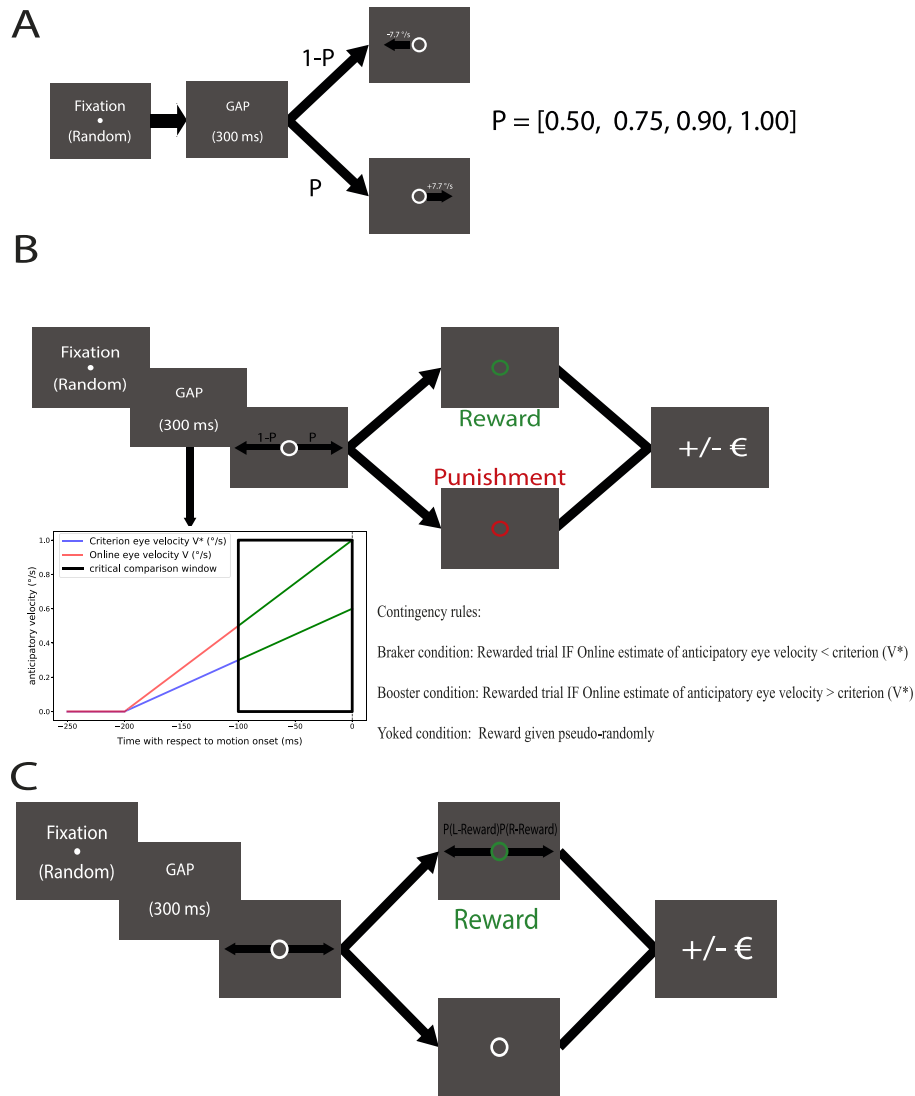 A
Fixation
(Random)
GAP
(300 ms)
1-P
P
-7.7 °/s
+7.7 °/s
P = [0.50, 0.75, 0.90, 1.00]
B
Fixation
(Random)
GAP
(300 ms)
1-P P
Reward
Punishment
+/- €
Criterion eye velocity V* (°/s)
Online eye velocity V (°/s)
critical comparison window
anticipatory velocity (°/s)
1.0
0.8
0.6
0.4
0.2
0.0
−250 −200 −150 −100 −50 0
Time with respect to motion onset (ms)
Contingency rules:
Braker condition: Rewarded trial IF Online estimate of anticipatory eye velocity < criterion (V*)
Booster condition: Rewarded trial IF Online estimate of anticipatory eye velocity > criterion (V*)
Yoked condition: Reward given pseudo-randomly
C
Fixation
(Random)
GAP
(300 ms)
P(L-Reward)P(R-Reward)
Reward
+/- €